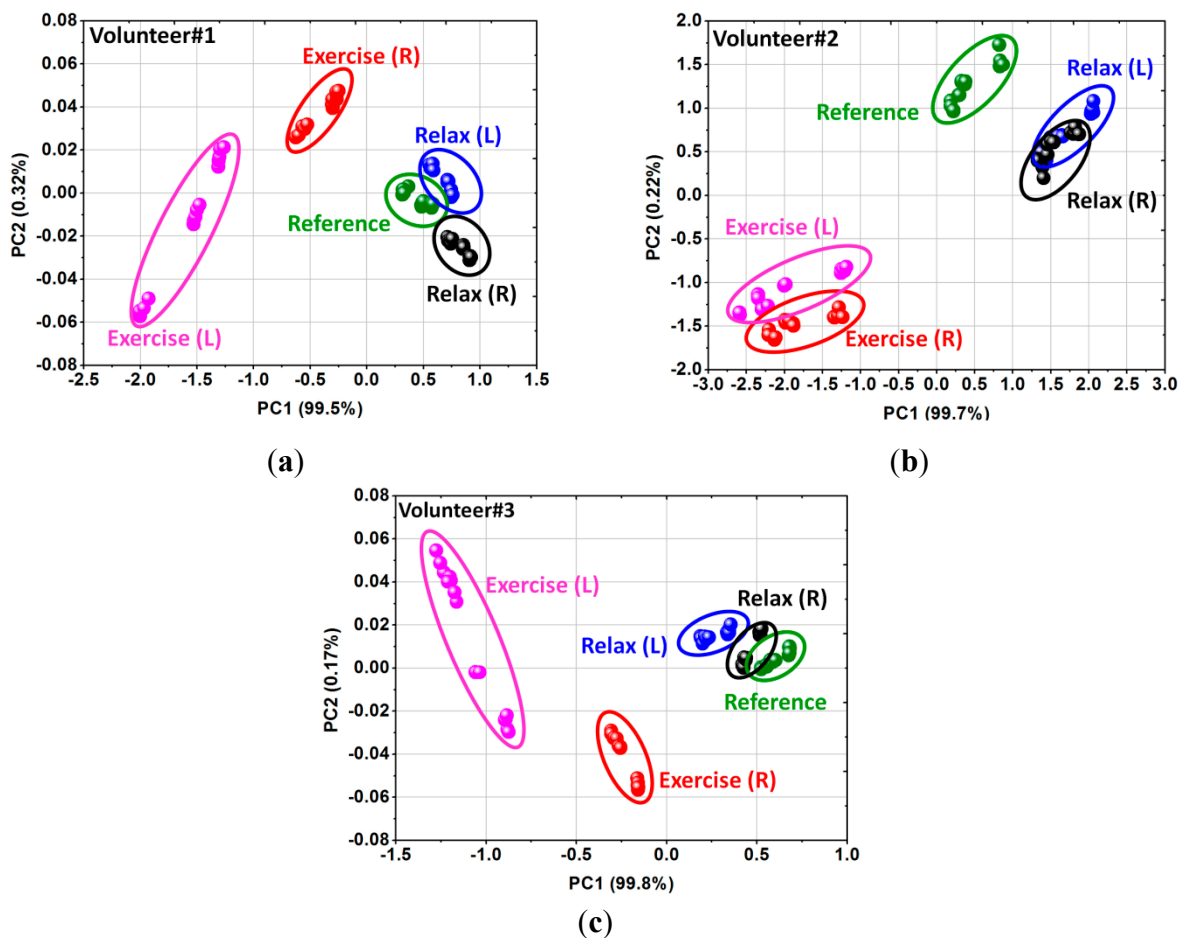 Volunteer#1
Exercise (R)
Relax (L)
Reference
Relax (R)
Exercise (L)
0.08
0.06
0.04
0.02
0.00
-0.02
-0.04
-0.06
-0.08
PC2 (0.32%)
-2.5 -2.0 -1.5 -1.0 -0.5 0.0 0.5 1.0 1.5
PC1 (99.5%)
(a)
Volunteer#2
Relax (L)
Reference
Relax (R)
Exercise (L)
Exercise (R)
2.0
1.5
1.0
0.5
0.0
-0.5
-1.0
-1.5
-2.0
PC2 (0.22%)
-3.0 -2.5 -2.0 -1.5 -1.0 -0.5 0.0 0.5 1.0 1.5 2.0 2.5 3.0
PC1 (99.7%)
(b)
Volunteer#3
Exercise (L)
Relax (R)
Relax (L)
Reference
Exercise (R)
0.08
0.06
0.04
0.02
0.00
-0.02
-0.04
-0.06
-0.08
PC2 (0.17%)
-1.5 -1.0 -0.5 0.0 0.5 1.0
PC1 (99.8%)
(c)